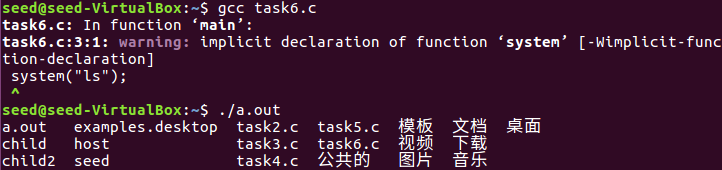 seed@seed-VirtualBox:~$ gcc task6.c
task6.c: In function ‘main’:
task6.c:3:1: warning: implicit declaration of function ‘system’ [-Wimplicit-func
tion-declaration]
 system("ls");
 ^
seed@seed-VirtualBox:~$ ./a.out
a.out   examples.desktop  task2.c  task5.c  模板  文档  桌面
child   host              task3.c  task6.c  视频  下载
child2  seed              task4.c  公共的   图片  音乐